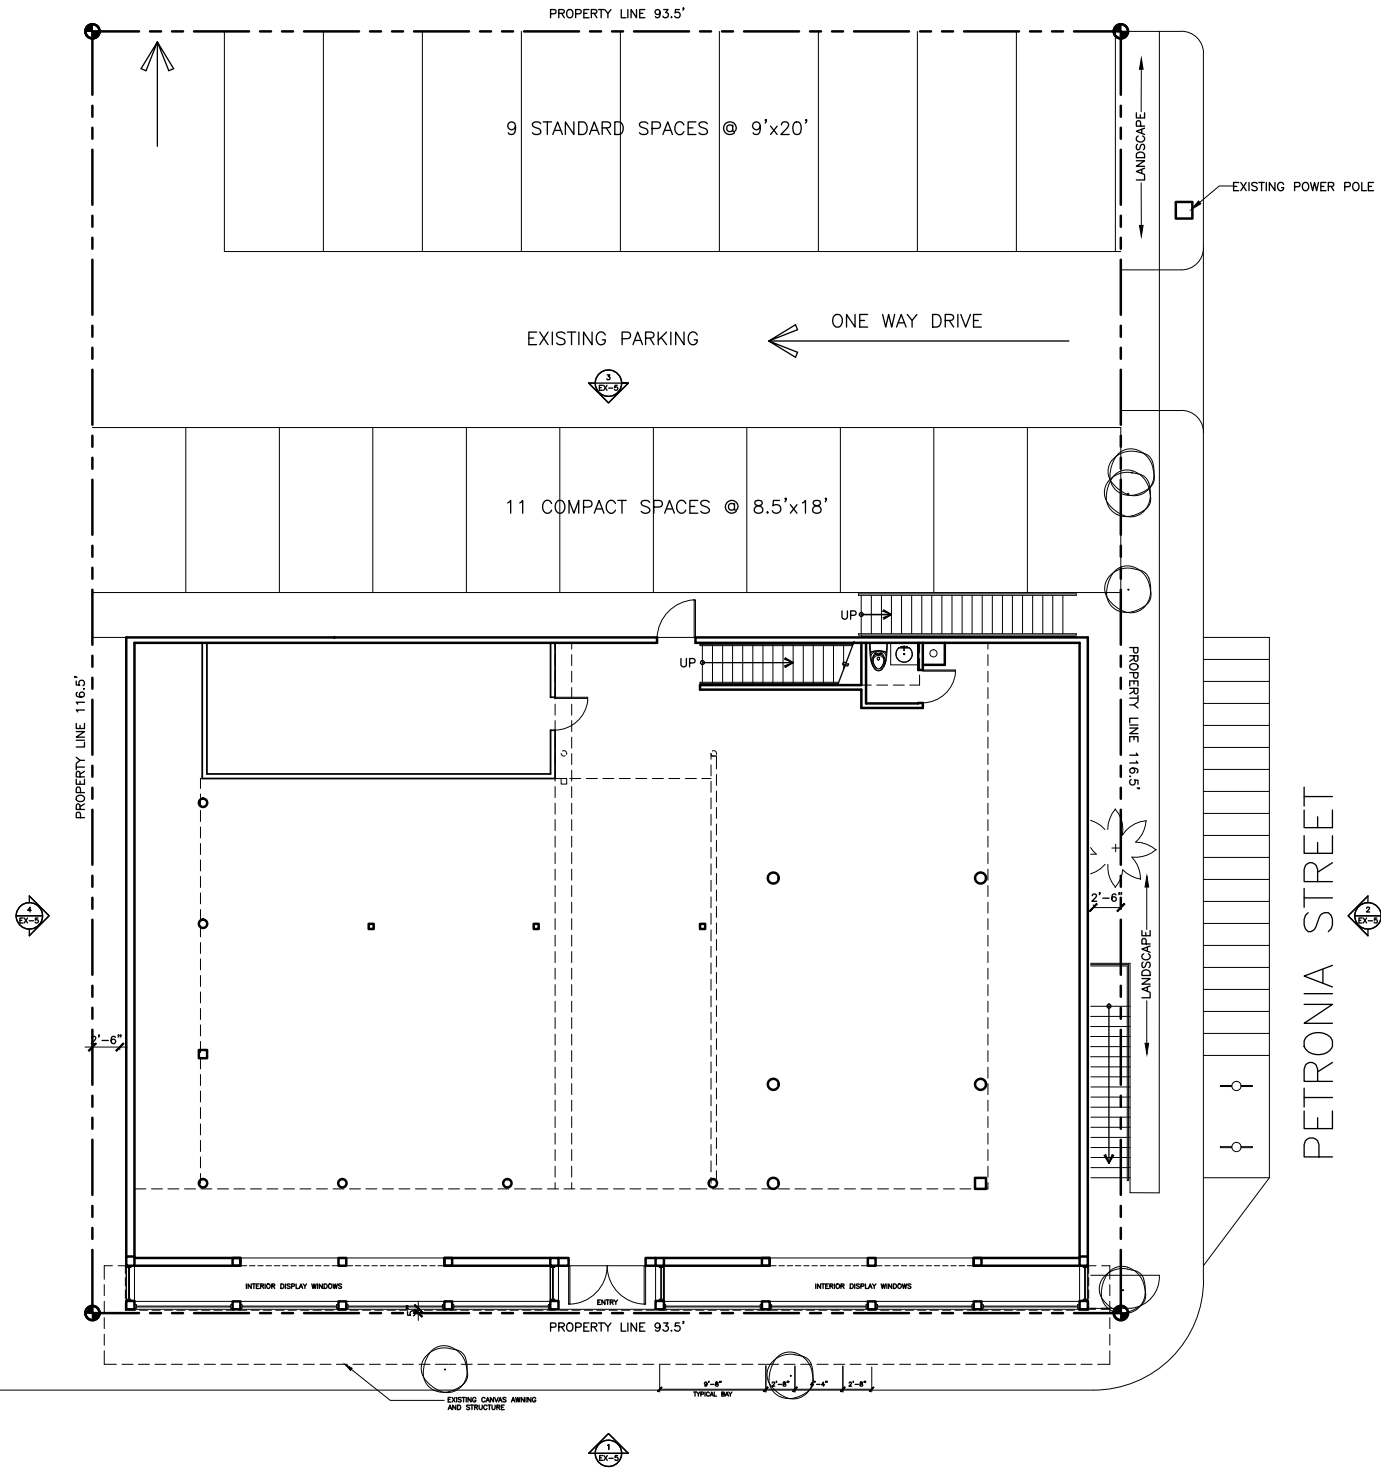 PROPERTY LINE 93.5'
9 STANDARD SPACES @ 9'x20'
LANDSCAPE
EXISTING POWER POLE
ONE WAY DRIVE
EXISTING PARKING
3
EX-5
11 COMPACT SPACES @ 8.5'x18'
UP
UP
PROPERTY LINE 116.5'
PROPERTY LINE 116.5'
PETRONIA STREET
2'-6"
4
EX-5
2
EX-5
LANDSCAPE
2'-6"
INTERIOR DISPLAY WINDOWS
INTERIOR DISPLAY WINDOWS
ENTRY
PROPERTY LINE 93.5'
9'-8"
2'-8"
4'-4"
2'-8"
TYPICAL BAY
EXISTING CANVAS AWNING
AND STRUCTURE
1
EX-5